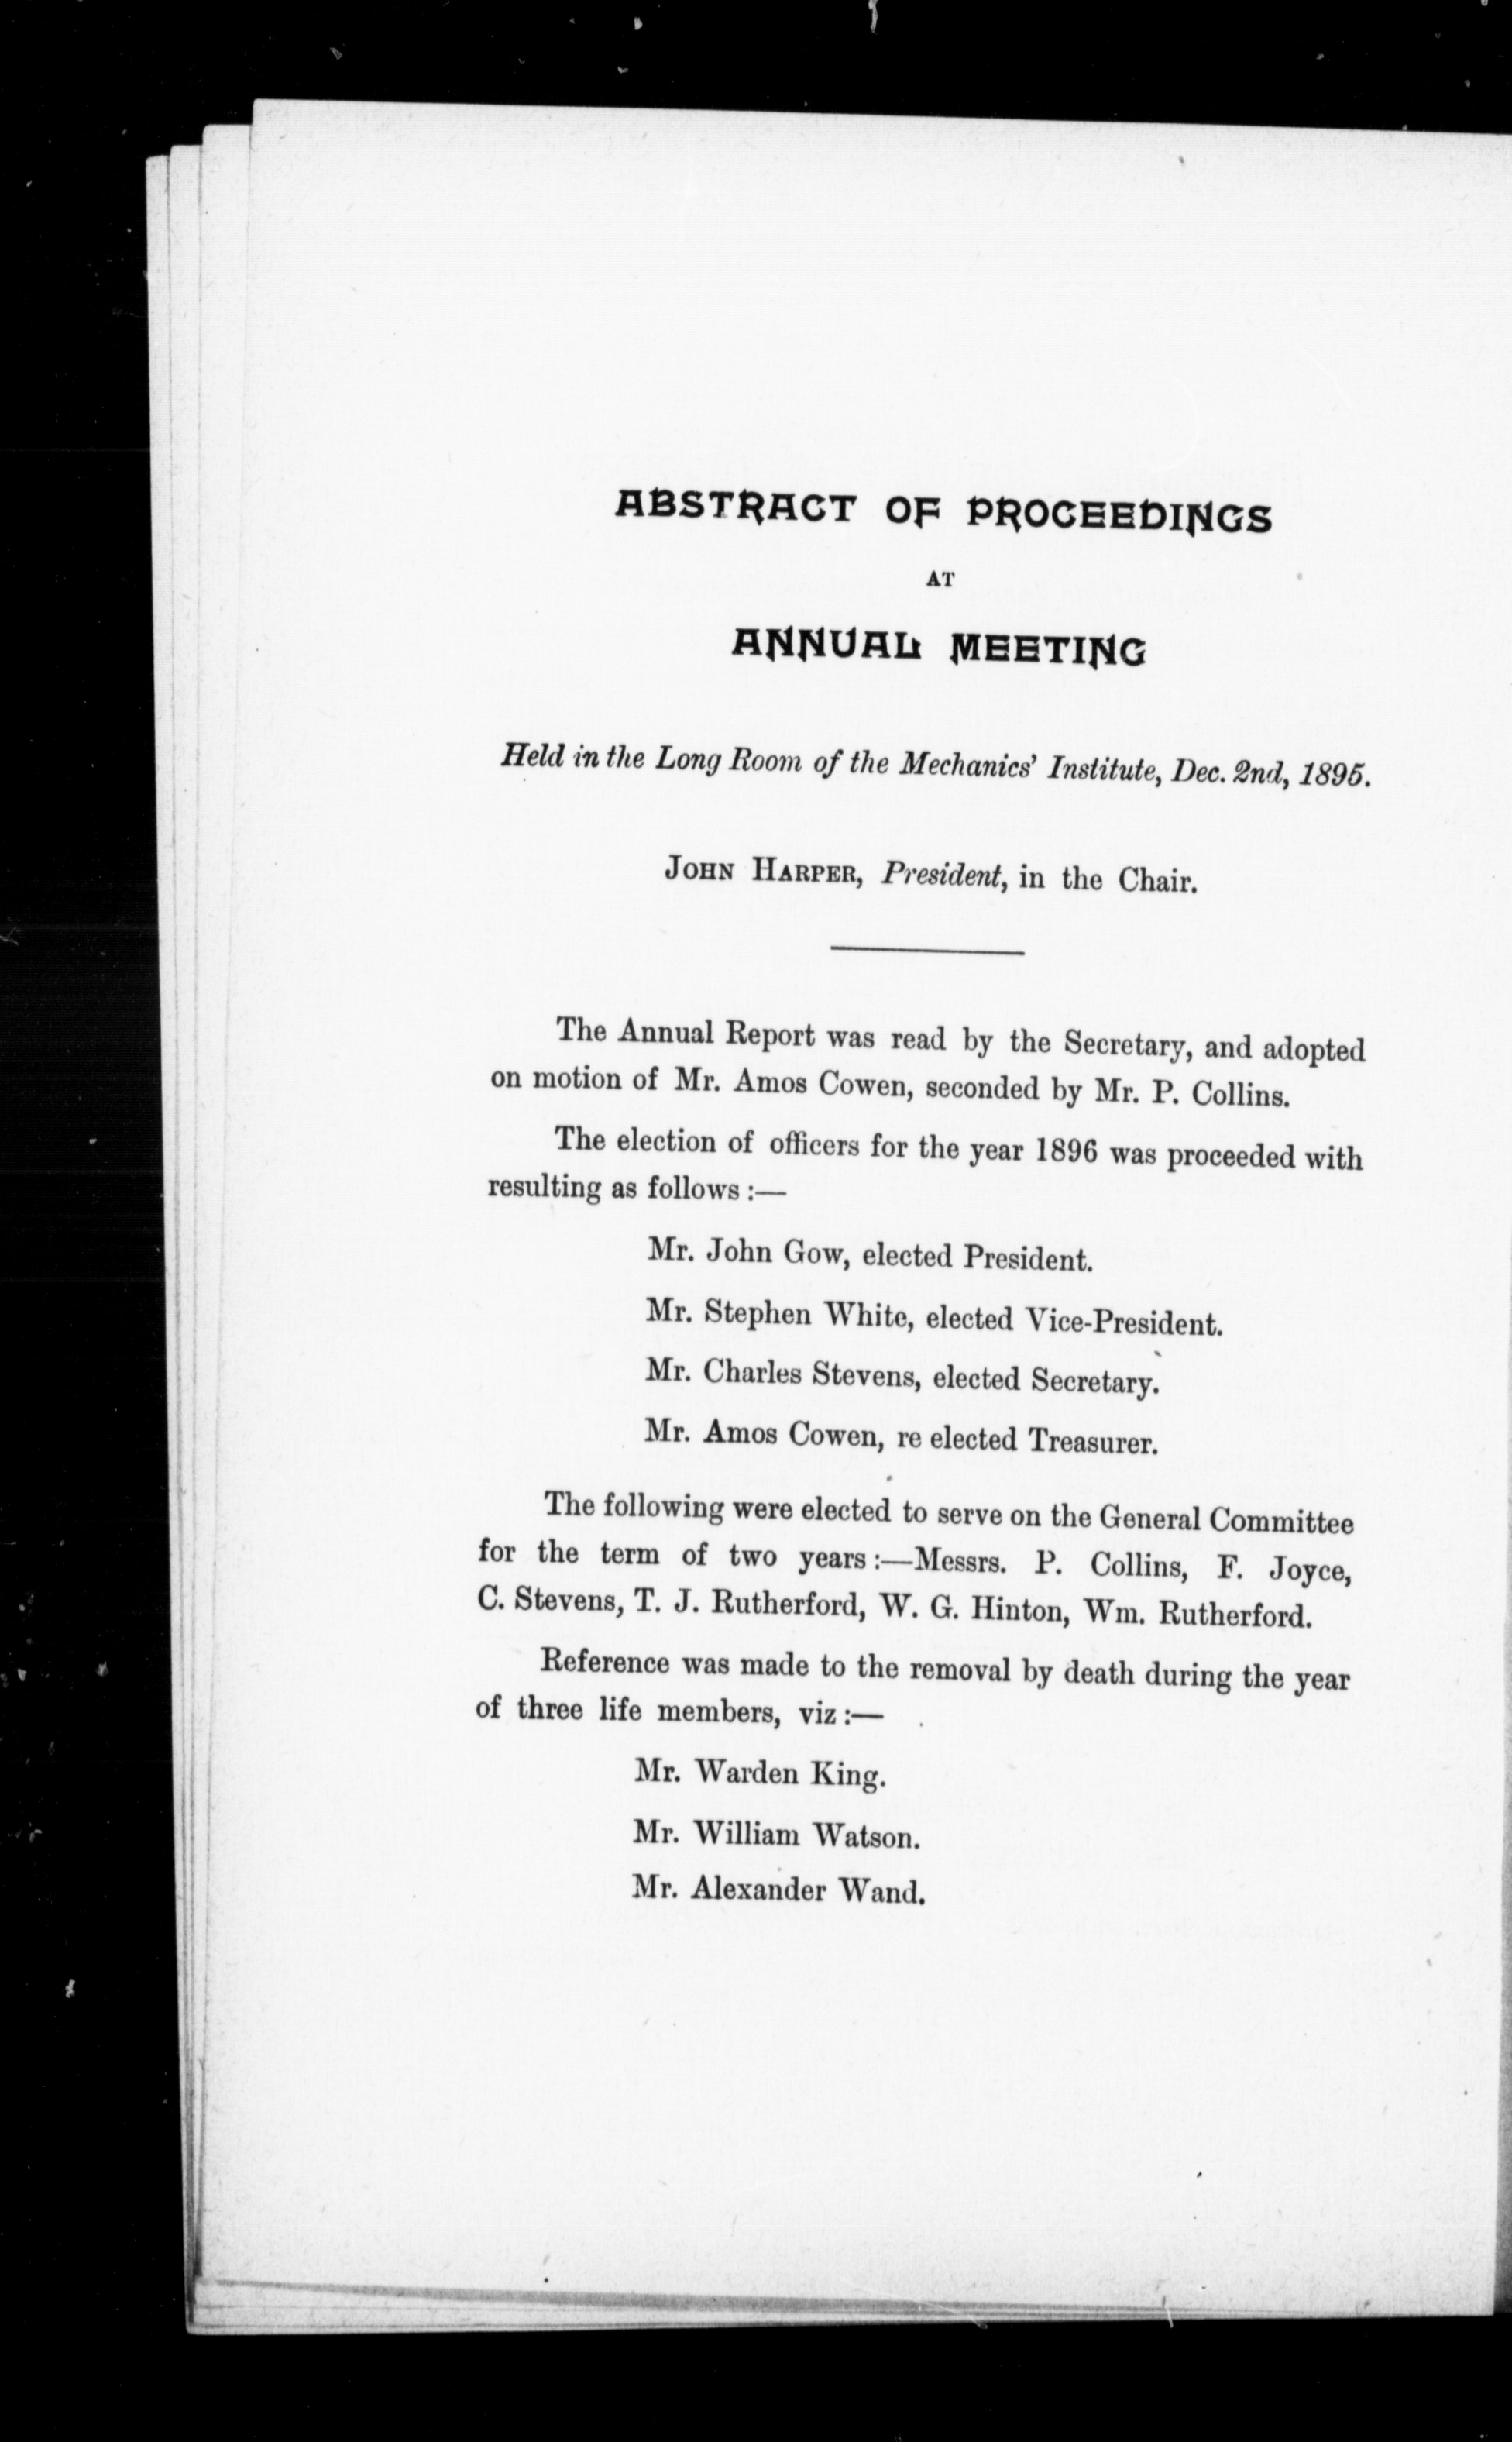 ABSTRACT OF PROCEEDINGS
AT
ANNUAL MEETING
Held in the Long Room of the Mechanics' Institute, Dec. 2nd, 1895.
JOHN HARPER, President, in the Chair.
The Annual Report was read by the Secretary, and adopted
on motion of Mr. Amos Cowen, seconded by Mr. P. Collins.
The election of officers for the year 1896 was proceeded with
resulting as follows :—
Mr. John Gow, elected President.
Mr. Stephen White, elected Vice-President.
Mr. Charles Stevens, elected Secretary.
Mr. Amos Cowen, re elected Treasurer.
The following were elected to serve on the General Committee
for the term of two years :—Messrs. P. Collins, F. Joyce,
C. Stevens, T. J. Rutherford, W. G. Hinton, Wm. Rutherford.
Reference was made to the removal by death during the year
of three life members, viz :—
Mr. Warden King.
Mr. William Watson.
Mr. Alexander Wand.